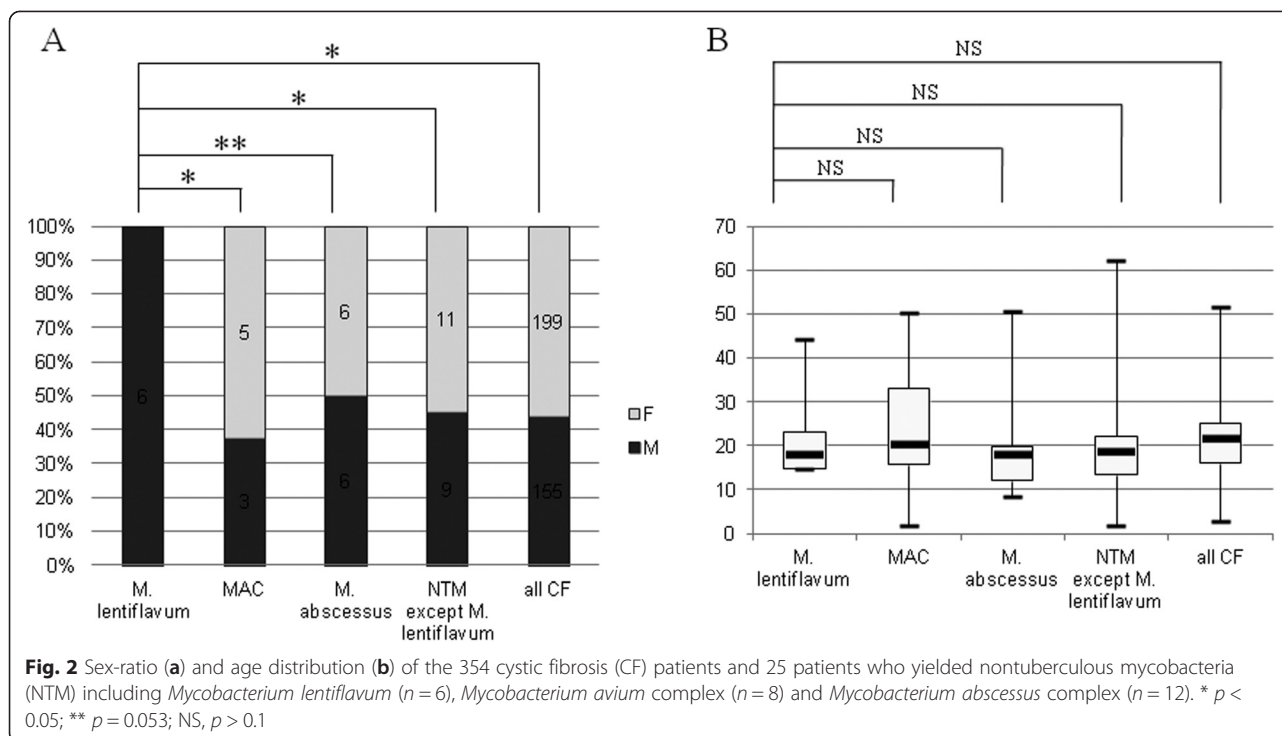 A
B
*
*
**
*
NS
NS
NS
NS
100%
90%
80%
70%
60%
50%
40%
30%
20%
10%
0%
6
5
3
6
6
11
9
199
155
F
M
M. lentiflavum
MAC
M. abscessus
NTM except M. lentiflavum
all CF
70
60
50
40
30
20
10
0
M. lentiflavum
MAC
M. abscessus
NTM except M. lentiflavum
all CF
Fig. 2 Sex-ratio (a) and age distribution (b) of the 354 cystic fibrosis (CF) patients and 25 patients who yielded nontuberculous mycobacteria
(NTM) including Mycobacterium lentiflavum (n = 6), Mycobacterium avium complex (n = 8) and Mycobacterium abscessus complex (n = 12). * p <
0.05; ** p = 0.053; NS, p > 0.1